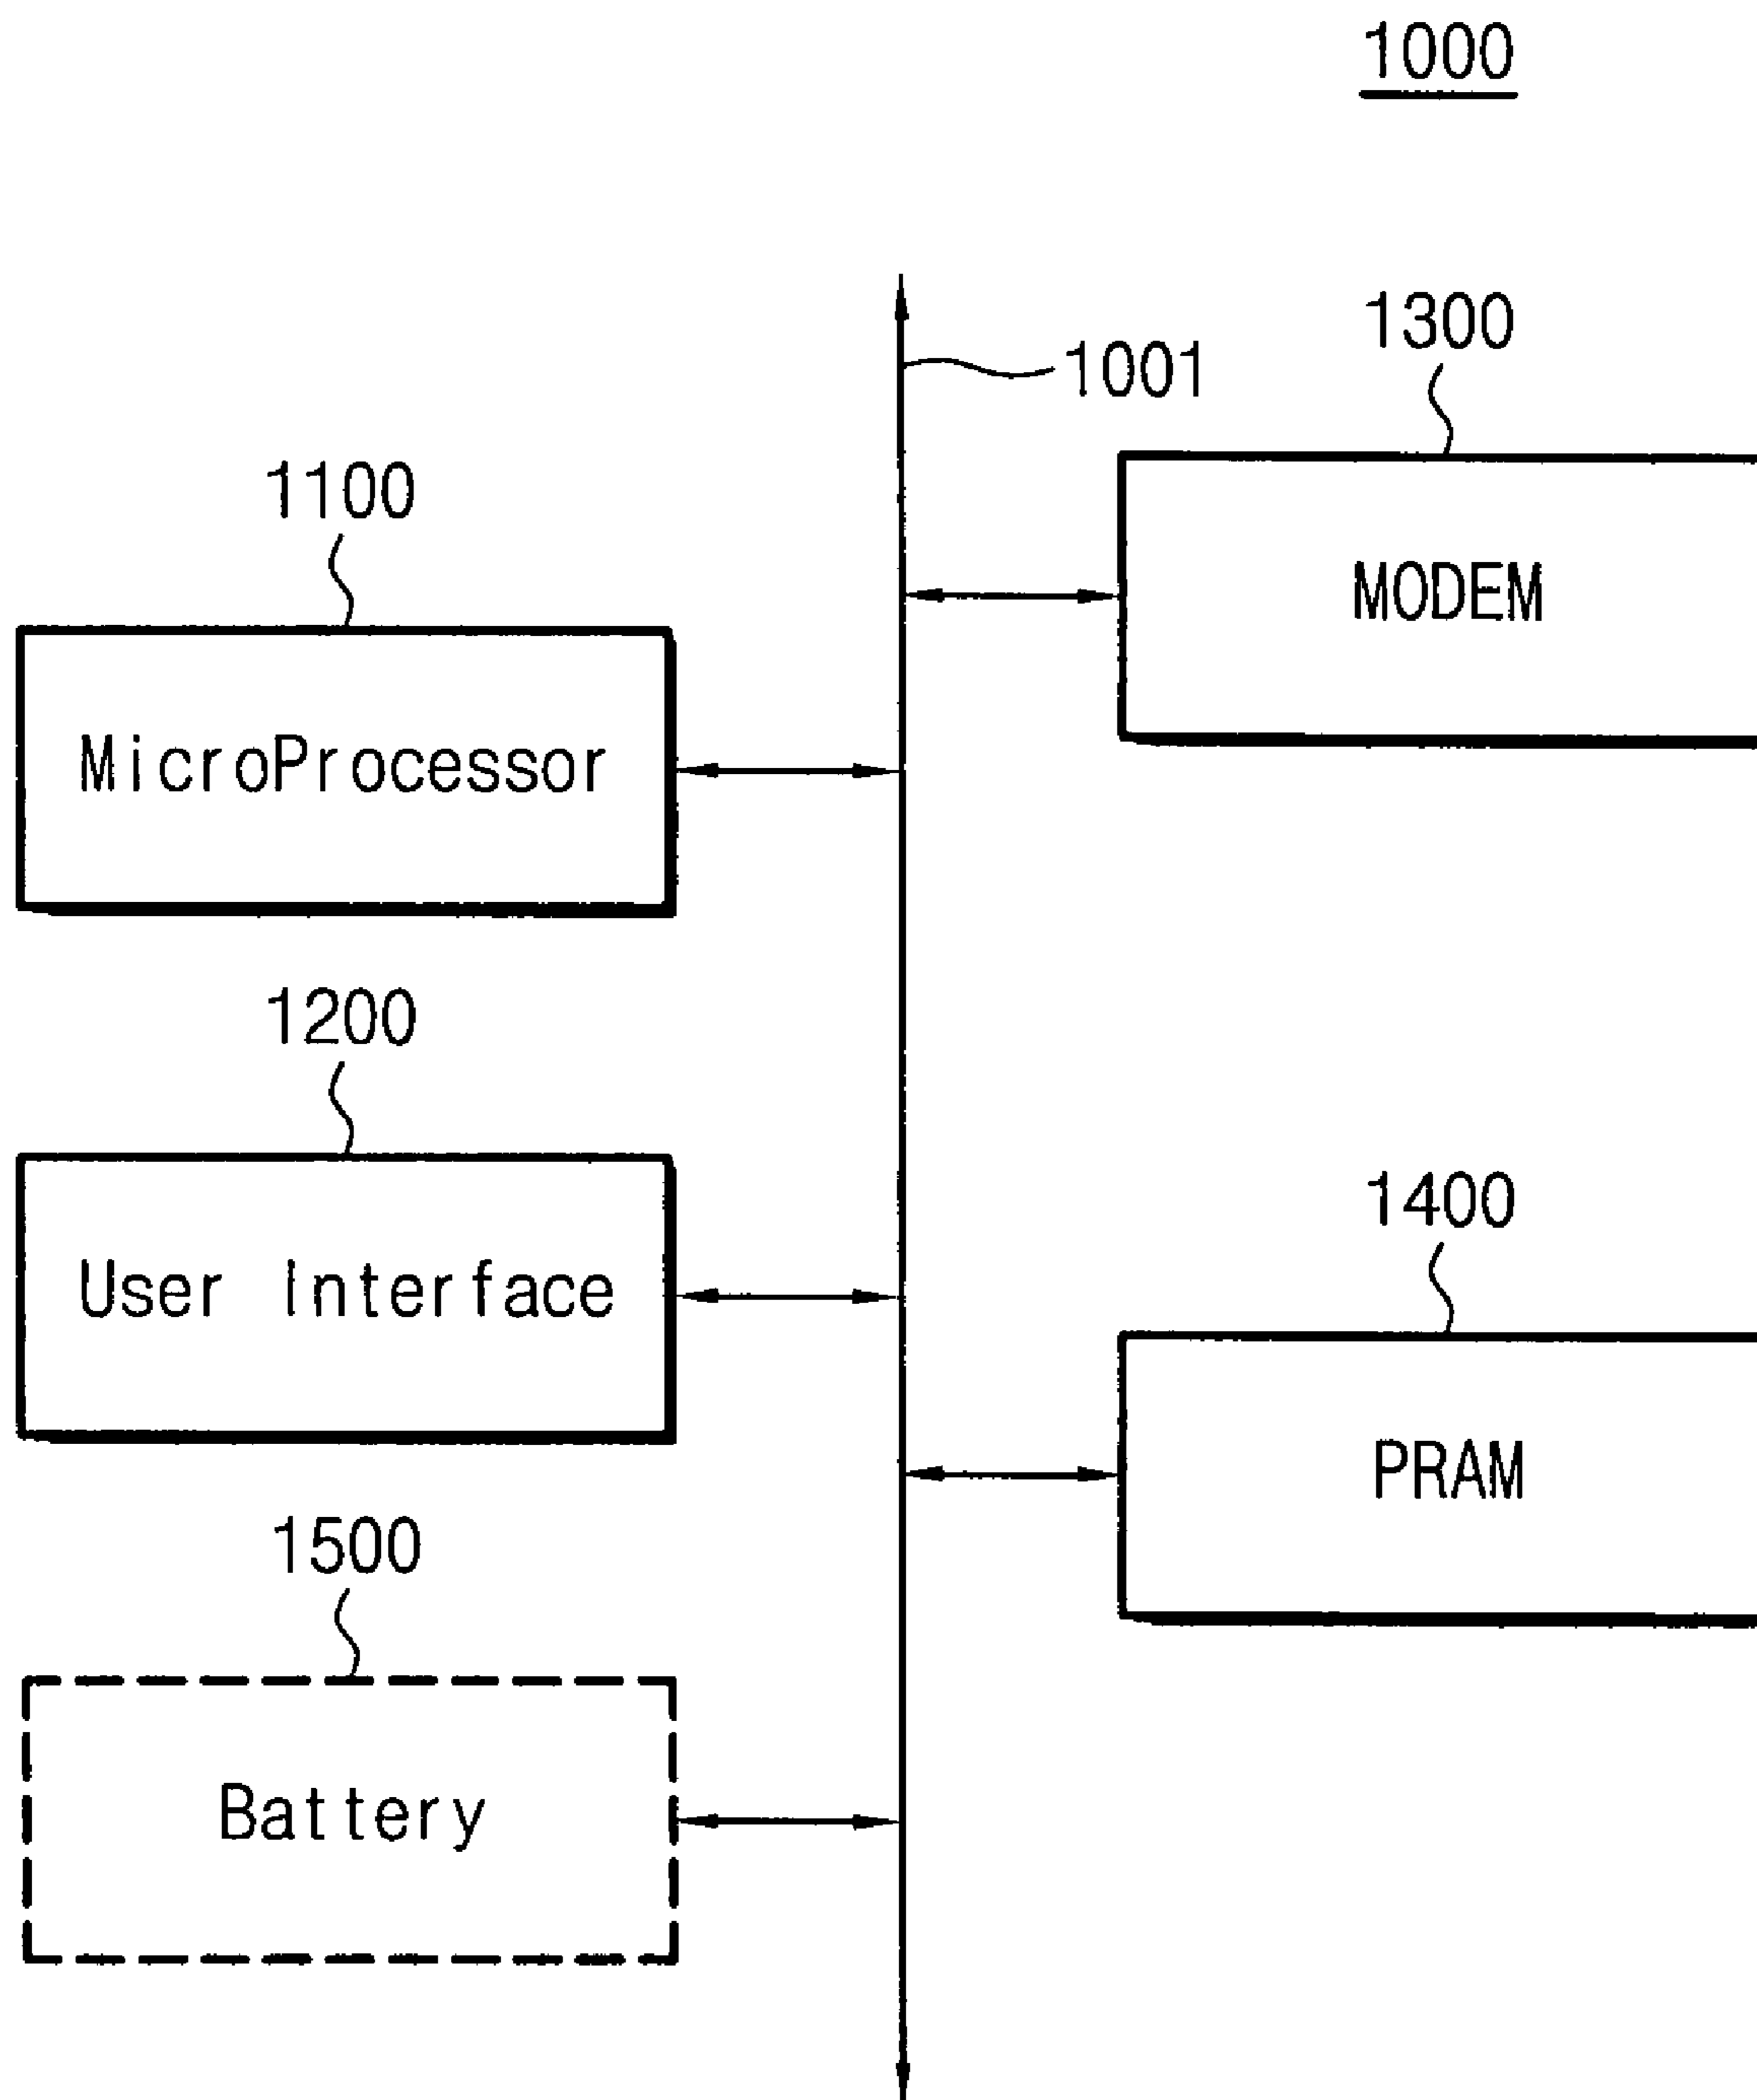 1000
1001
1300
1100
MODEM
MicroProcessor
1200
1400
User Interface
PRAM
1500
Battery